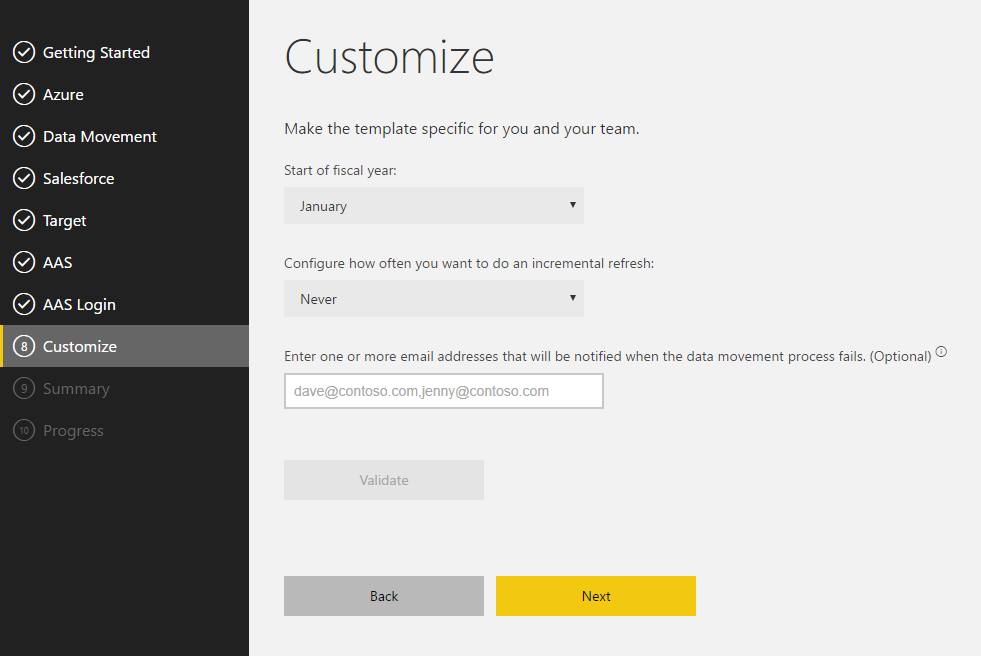 Getting Started
Azure
Data Movement
Salesforce
Target
AAS
AAS Login
8 Customize
9 Summary
10 Progress
Customize
Make the template specific for you and your team.
Start of fiscal year:
January
Configure how often you want to do an incremental refresh:
Never
Enter one or more email addresses that will be notified when the data movement process fails. (Optional)
dave@contoso.com,jenny@contoso.com
Validate
Back
Next